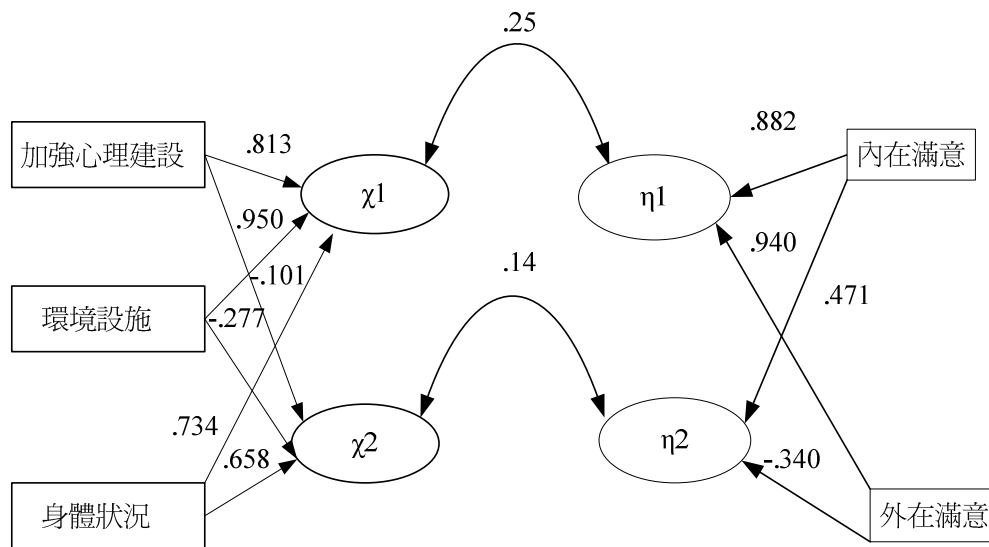 .25
.882
加強心理建設
.813
內在滿意
χ1
η1
.950
.940
-.101
.14
.471
環境設施
-.277
.734
χ2
η2
.658
-.340
身體狀況
外在滿意